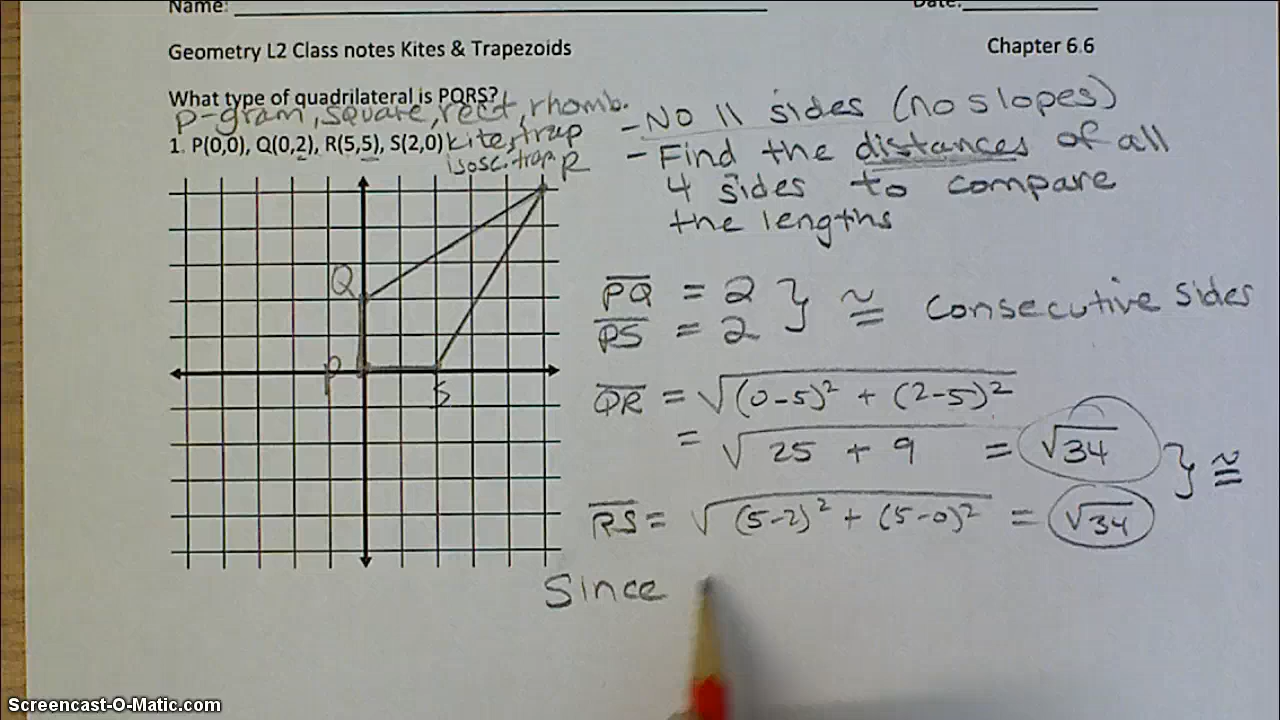 Name:
Date:
Geometry L2 Class notes Kites & Trapezoids
Chapter 6.6
What type of quadrilateral is PQRS?
p-gram, square, rect, rhomb.
1. P(0,0), Q(0,2), R(5,5), S(2,0) kite, trap
isosc. trap
- No || sides (no slopes)
- Find the distances of all
4 sides to compare
the lengths
R
Q
P
S
PQ = 2 } ≅ consecutive sides
PS = 2
QR = √(0-5)² + (2-5)²
= √25 + 9 = √34 } ≅
RS = √(5-2)² + (5-0)² = √34
Since
Screencast-O-Matic.com